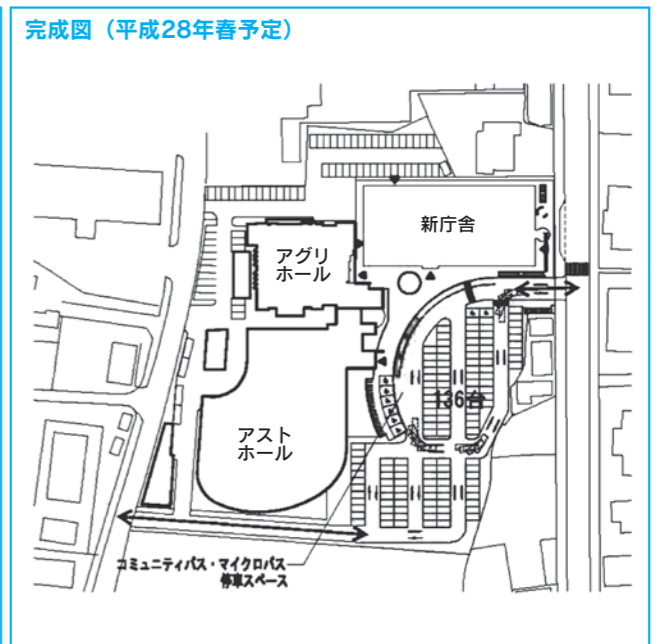 完成図（平成28年春予定）
新庁舎
アグリ
ホール
136台
アスト
ホール
コミュニティバス・マイクロバス
停車スペース